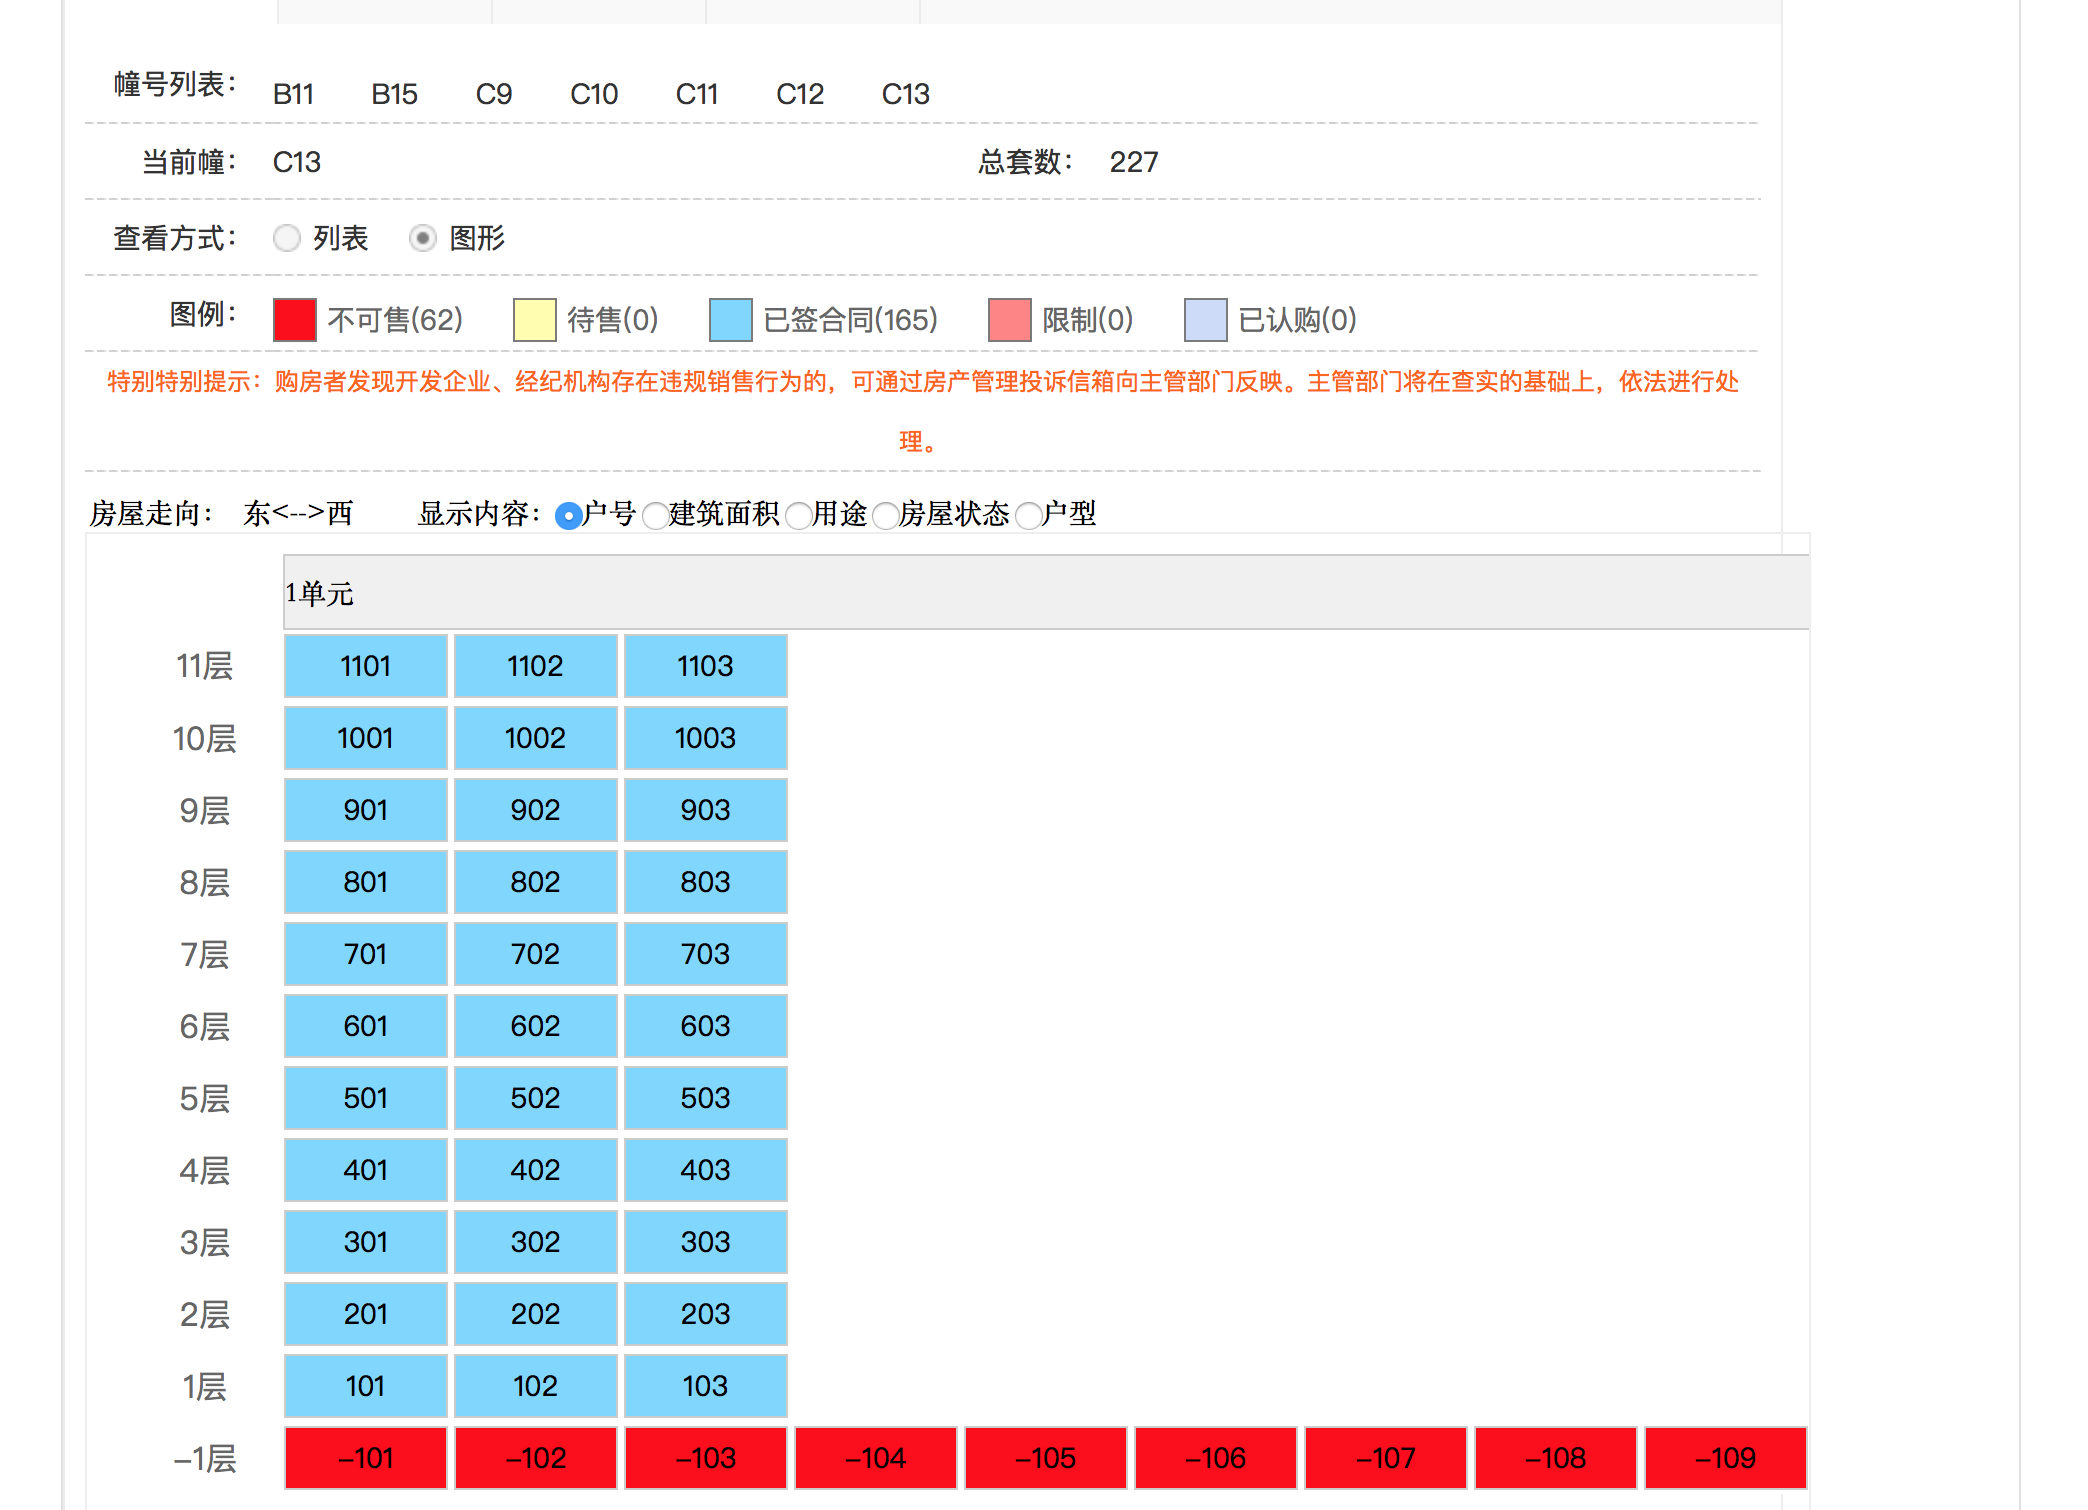 幢号列表： B11 B15 C9 C10 C11 C12 C13
当前幢： C13 总套数： 227
查看方式： 列表 图形
图例： 不可售(62) 待售(0) 已签合同(165) 限制(0) 已认购(0)
特别特别提示：购房者发现开发企业、经纪机构存在违规销售行为的，可通过房产管理投诉信箱向主管部门反映。主管部门将在查实的基础上，依法进行处
理。
房屋走向： 东<-->西 显示内容： 户号 建筑面积 用途 房屋状态 户型
1单元
11层 1101 1102 1103
10层 1001 1002 1003
9层 901 902 903
8层 801 802 803
7层 701 702 703
6层 601 602 603
5层 501 502 503
4层 401 402 403
3层 301 302 303
2层 201 202 203
1层 101 102 103
-1层 -101 -102 -103 -104 -105 -106 -107 -108 -109